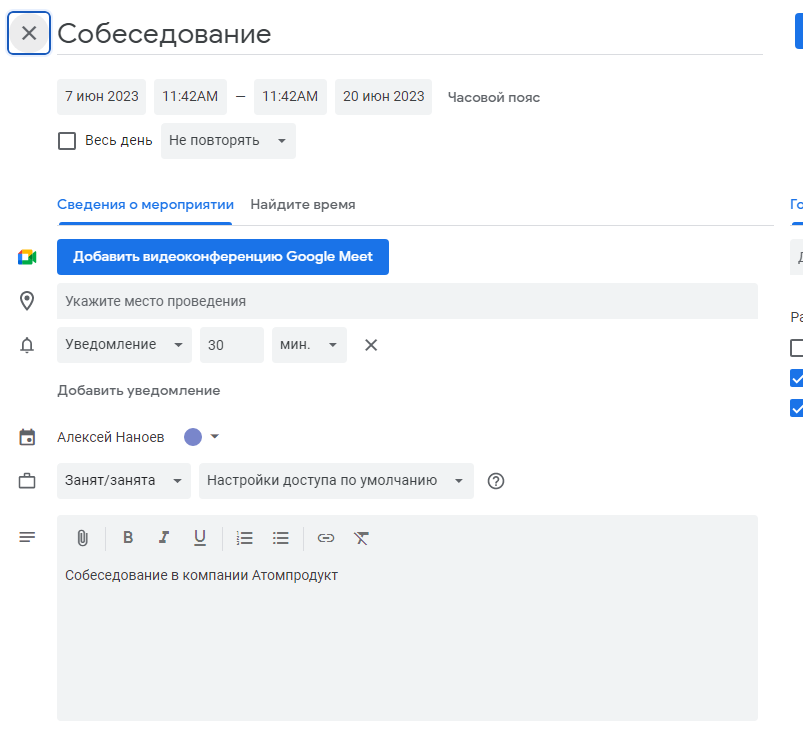 Собеседование
7 июн 2023 11:42AM — 11:42AM 20 июн 2023 Часовой пояс
Весь день Не повторять
Сведения о мероприятии Найдите время
Добавить видеоконференцию Google Meet
Укажите место проведения
Уведомление 30 мин.
Добавить уведомление
Алексей Наноев
Занят/занята Настройки доступа по умолчанию
B I U
Собеседование в компании Атомпродукт